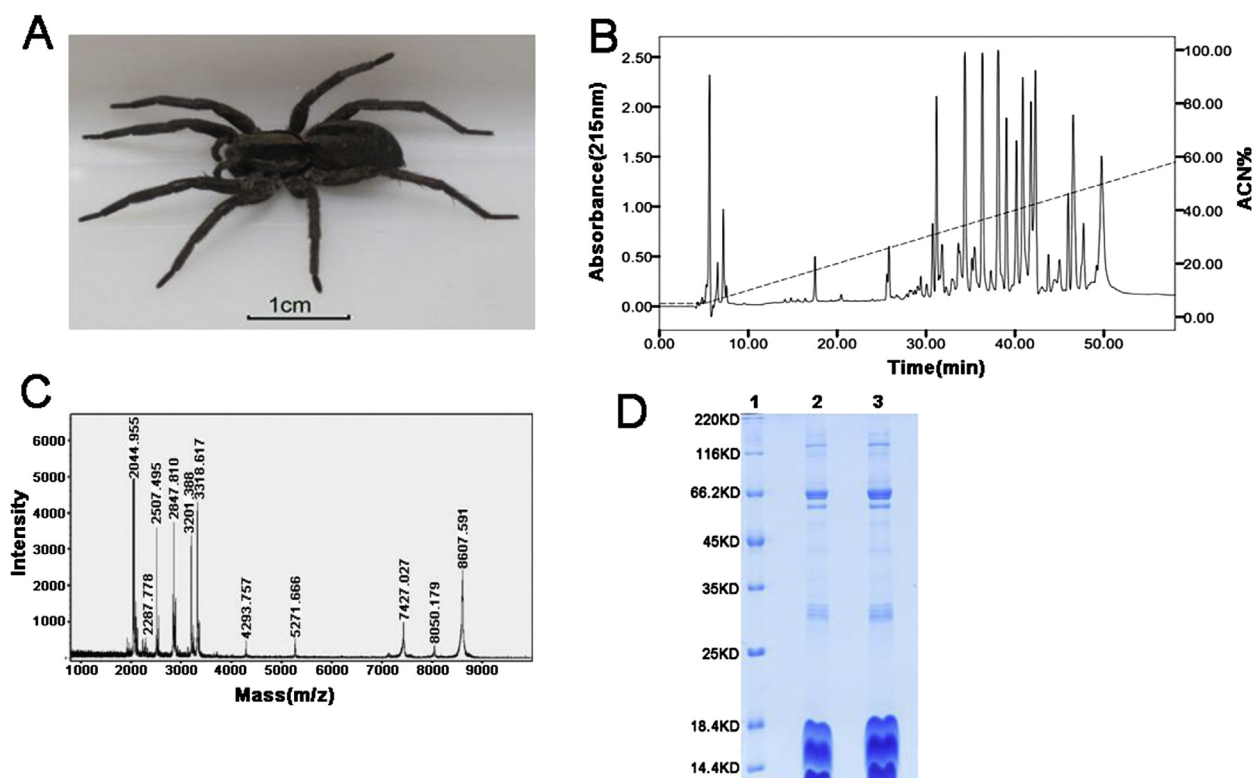 A
1cm
B
Absorbance(215nm)
2.50
2.00
1.50
1.00
0.50
0.00
100.00
80.00
60.00
40.00
20.00
0.00
ACN%
0.00 10.00 20.00 30.00 40.00 50.00
Time(min)
C
Intensity
6000
5000
4000
3000
2000
1000
2044.955
2287.778
2507.495
2847.810
3201.388
3318.617
4293.757
5271.666
7427.027
8050.179
8607.591
1000 2000 3000 4000 5000 6000 7000 8000 9000
Mass(m/z)
D
1 2 3
220KD
116KD
66.2KD
45KD
35KD
25KD
18.4KD
14.4KD